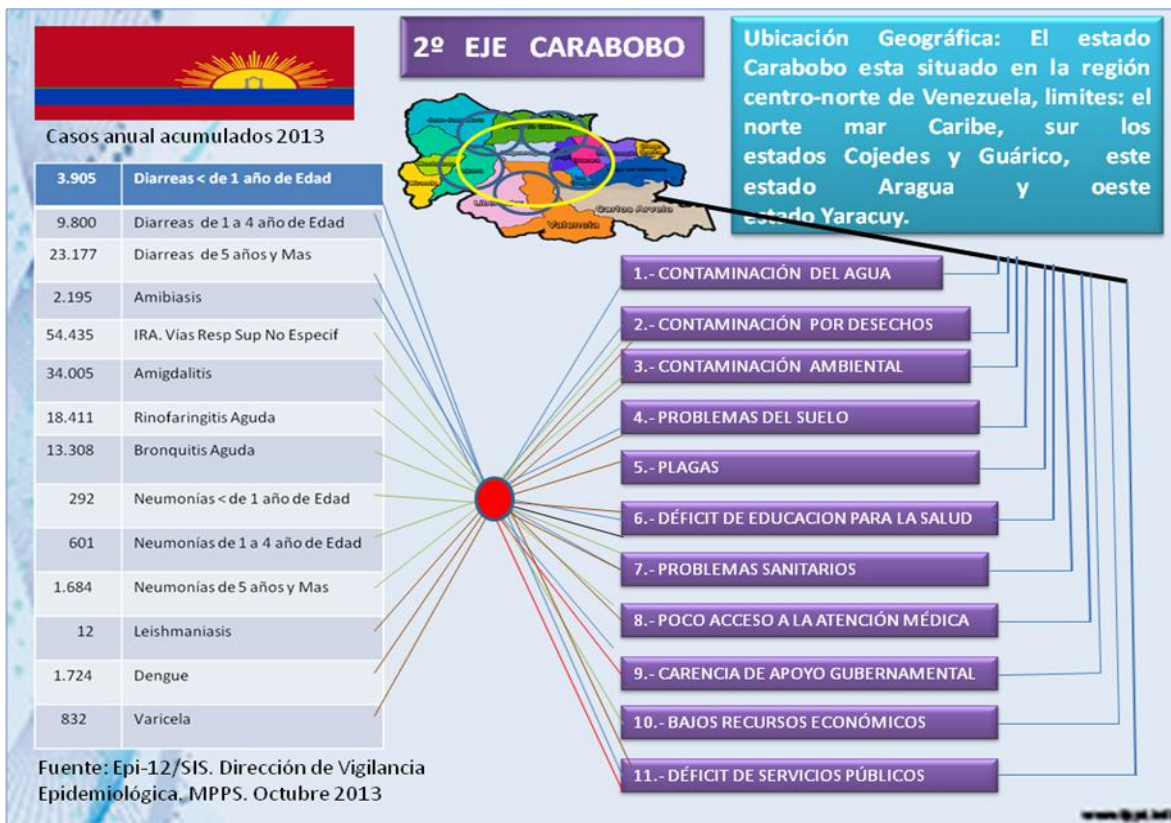 2º EJE CARABOBO
Ubicación Geográfica: El estado
Carabobo esta situado en la región
centro-norte de Venezuela, limites: el
norte mar Caribe, sur los
estados Cojedes y Guárico, este
estado Aragua y oeste
estado Yaracuy.
Carlos Arvelo
Valencia
Casos anual acumulados 2013
3.905 Diarreas < de 1 año de Edad
9.800 Diarreas de 1 a 4 año de Edad
23.177 Diarreas de 5 años y Mas
2.195 Amibiasis
54.435 IRA. Vías Resp Sup No Especif
34.005 Amigdalitis
18.411 Rinofaringitis Aguda
13.308 Bronquitis Aguda
292 Neumonías < de 1 año de Edad
601 Neumonías de 1 a 4 año de Edad
1.684 Neumonías de 5 años y Mas
12 Leishmaniasis
1.724 Dengue
832 Varicela
Fuente: Epi-12/SIS. Dirección de Vigilancia
Epidemiológica. MPPS. Octubre 2013
1.- CONTAMINACIÓN DEL AGUA
2.- CONTAMINACIÓN POR DESECHOS
3.- CONTAMINACIÓN AMBIENTAL
4.- PROBLEMAS DEL SUELO
5.- PLAGAS
6.- DÉFICIT DE EDUCACION PARA LA SALUD
7.- PROBLEMAS SANITARIOS
8.- POCO ACCESO A LA ATENCIÓN MÉDICA
9.- CARENCIA DE APOYO GUBERNAMENTAL
10.- BAJOS RECURSOS ECONÓMICOS
11.- DÉFICIT DE SERVICIOS PÚBLICOS